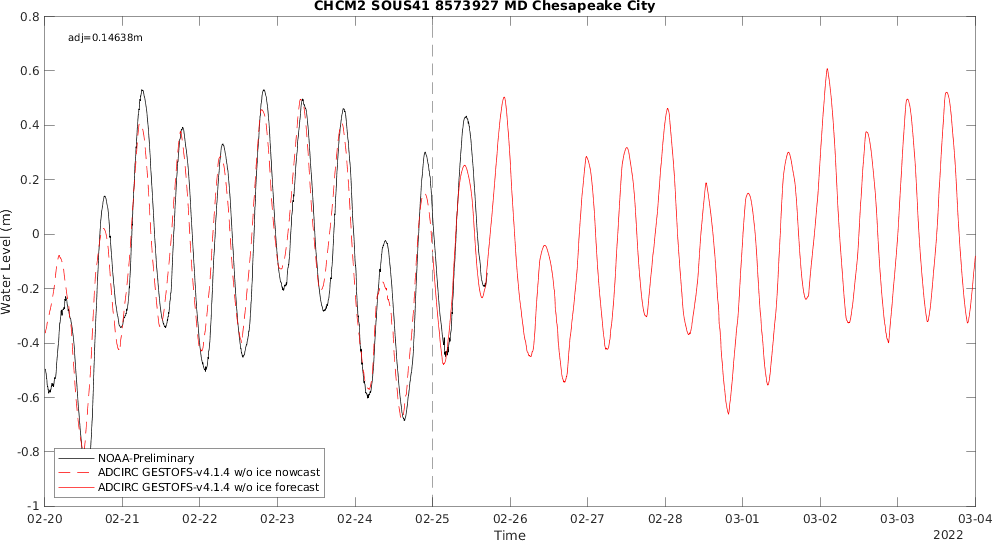 CHCM2 SOUS41 8573927 MD Chesapeake City
adj=0.14638m
0.8
0.6
0.4
0.2
0
-0.2
-0.4
-0.6
-0.8
-1
Water Level (m)
NOAA-Preliminary
ADCIRC GESTOFS-v4.1.4 w/o ice nowcast
ADCIRC GESTOFS-v4.1.4 w/o ice forecast
02-20 02-21 02-22 02-23 02-24 02-25 02-26 02-27 02-28 03-01 03-02 03-03 03-04
Time
2022